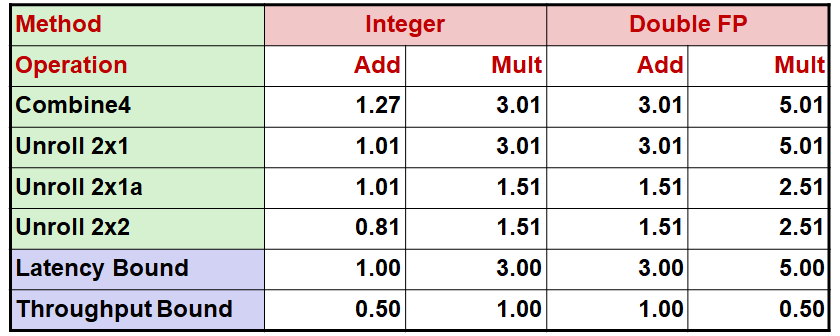 Method Integer Double FP
Operation Add Mult Add Mult
Combine4 1.27 3.01 3.01 5.01
Unroll 2x1 1.01 3.01 3.01 5.01
Unroll 2x1a 1.01 1.51 1.51 2.51
Unroll 2x2 0.81 1.51 1.51 2.51
Latency Bound 1.00 3.00 3.00 5.00
Throughput Bound 0.50 1.00 1.00 0.50